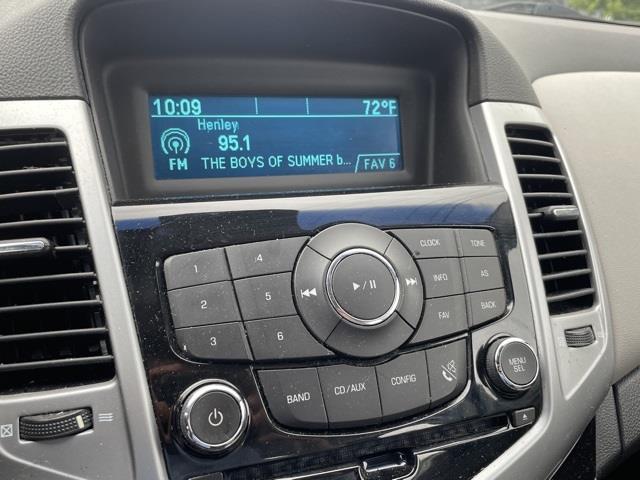 10:09 72°F
Henley
95.1
FM THE BOYS OF SUMMER b... FAV 6
1 4 CLOCK TONE
2 5 INFO AS
3 6 FAV BACK
BAND CD/AUX CONFIG
MENU
SEL